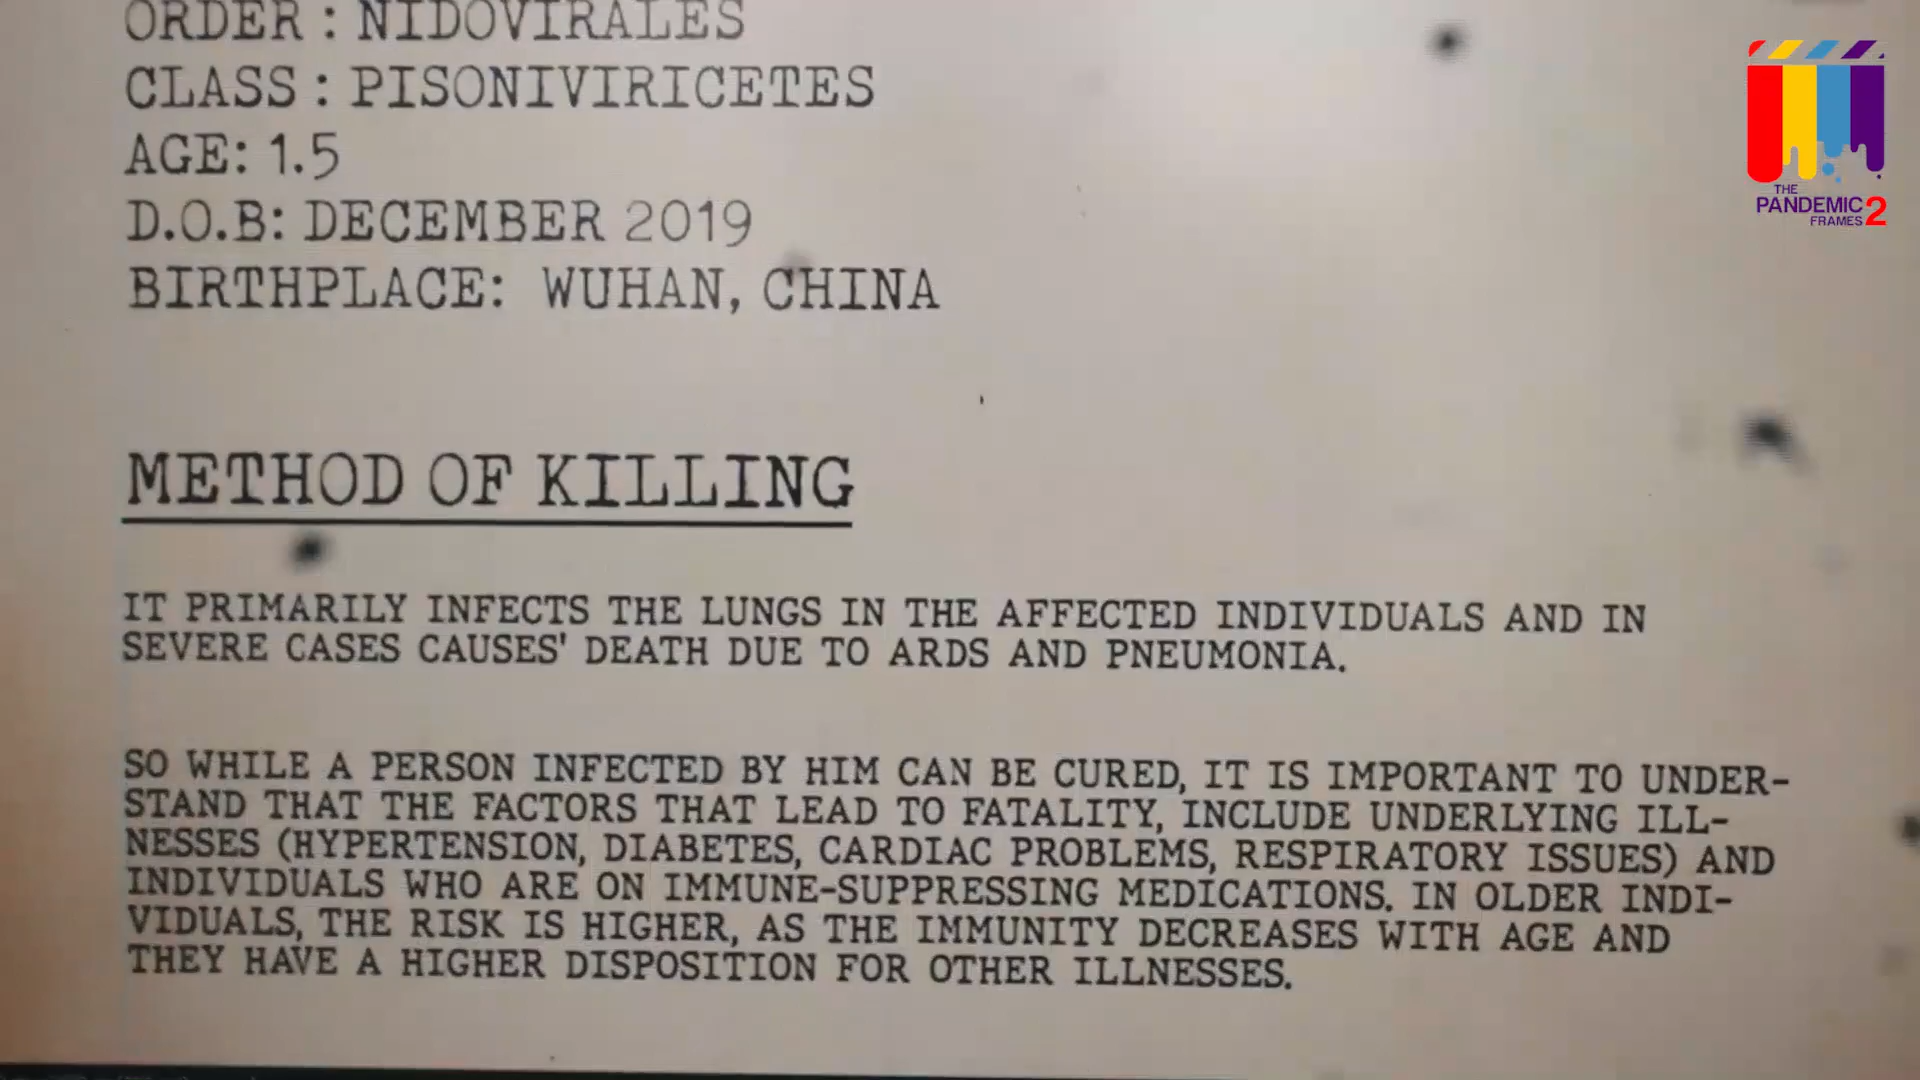 ORDER : NIDOVIRALES
CLASS : PISONIVIRICETES
AGE: 1.5
D.O.B: DECEMBER 2019
BIRTHPLACE: WUHAN, CHINA
METHOD OF KILLING
IT PRIMARILY INFECTS THE LUNGS IN THE AFFECTED INDIVIDUALS AND IN
SEVERE CASES CAUSES' DEATH DUE TO ARDS AND PNEUMONIA.
SO WHILE A PERSON INFECTED BY HIM CAN BE CURED, IT IS IMPORTANT TO UNDER-
STAND THAT THE FACTORS THAT LEAD TO FATALITY, INCLUDE UNDERLYING ILL-
NESSES (HYPERTENSION, DIABETES, CARDIAC PROBLEMS, RESPIRATORY ISSUES) AND
INDIVIDUALS WHO ARE ON IMMUNE-SUPPRESSING MEDICATIONS. IN OLDER INDI-
VIDUALS, THE RISK IS HIGHER, AS THE IMMUNITY DECREASES WITH AGE AND
THEY HAVE A HIGHER DISPOSITION FOR OTHER ILLNESSES.
THE
PANDEMIC 2
FRAMES